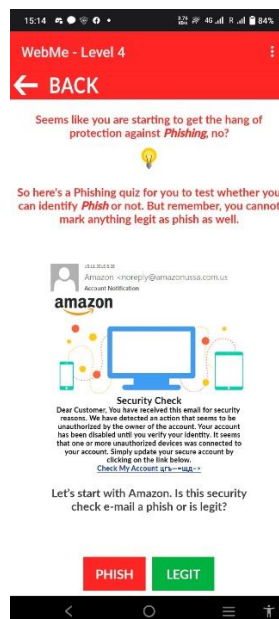 15:14
4G R 84%
WebMe - Level 4
BACK
Seems like you are starting to get the hang of
protection against Phishing, no?
So here's a Phishing quiz for you to test whether you
can identify Phish or not. But remember, you cannot
mark anything legit as phish as well.
Amazon <noreply@amazonussa.com.us
Account Notification
amazon
Security Check
Dear Customer, You have received this email for security
reasons. We have detected an action that seems to be
unauthorized by the owner of the account. Your account
has been disabled until you verify your identity. It seems
that one or more unauthorized devices was connected to
your account. Simply update your secure account by
clicking on the link below.
Check My Account
Let's start with Amazon. Is this security
check e-mail a phish or is legit?
PHISH LEGIT